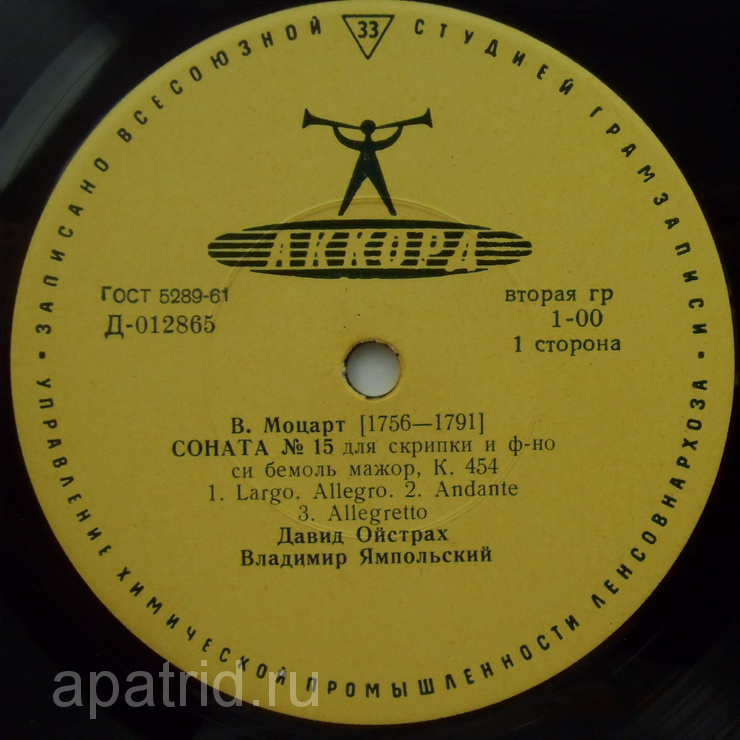 ЗАПИСАНО ВСЕСОЮЗНОЙ 33 СТУДИЕЙ ГРАМЗАПИСИ
АККОРД
ГОСТ 5289-61
Д-012865
вторая гр
1-00
1 сторона
В. Моцарт [1756—1791]
СОНАТА № 15 для скрипки и ф-но
си бемоль мажор, К. 454
1. Largo. Allegro. 2. Andante
3. Allegretto
Давид Ойстрах
Владимир Ямпольский
УПРАВЛЕНИЕ ХИМИЧЕСКОЙ ПРОМЫШЛЕННОСТИ ЛЕНСОВНАРХОЗА
apatrid.ru